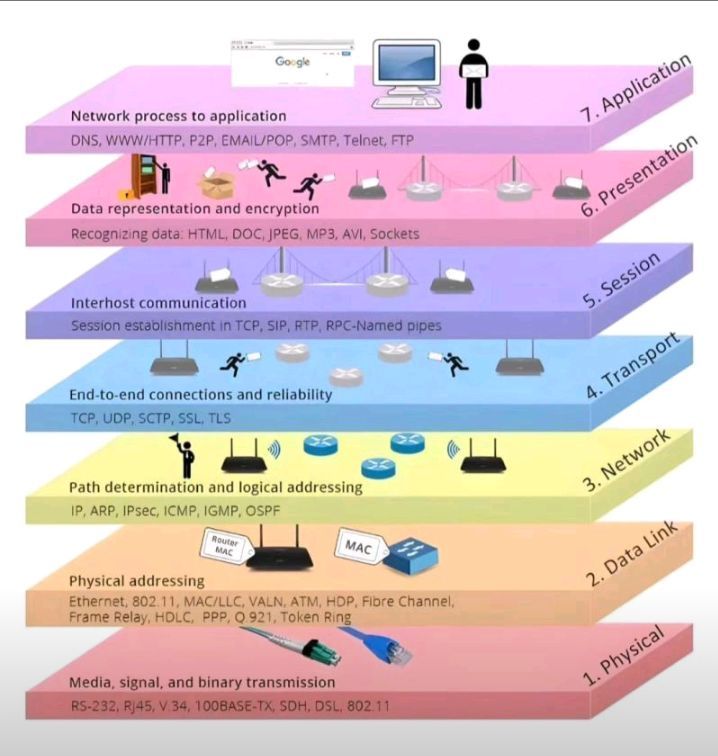 Google
7. Application
Network process to application
DNS, WWW/HTTP, P2P, EMAIL/POP, SMTP, Telnet, FTP
6. Presentation
Data representation and encryption
Recognizing data: HTML, DOC, JPEG, MP3, AVI, Sockets
5. Session
Interhost communication
Session establishment in TCP, SIP, RTP, RPC-Named pipes
4. Transport
End-to-end connections and reliability
TCP, UDP, SCTP, SSL, TLS
3. Network
Path determination and logical addressing
IP, ARP, IPsec, ICMP, IGMP, OSPF
2. Data Link
Router
MAC
MAC
Physical addressing
Ethernet, 802.11, MAC/LLC, VALN, ATM, HDP, Fibre Channel,
Frame Relay, HDLC, PPP, Q.921, Token Ring
1. Physical
Media, signal, and binary transmission
RS-232, RJ45, V.34, 100BASE-TX, SDH, DSL, 802.11